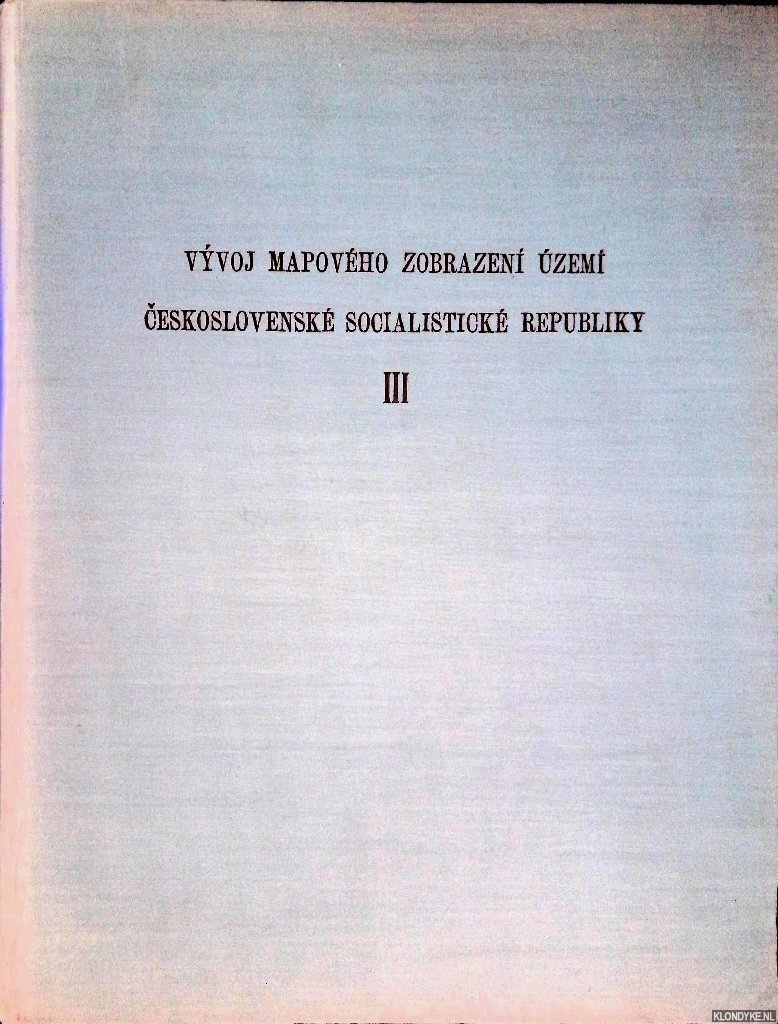 VÝVOJ MAPOVÉHO ZOBRAZENÍ ÚZEMÍ
ČESKOSLOVENSKÉ SOCIALISTICKÉ REPUBLIKY
III
KLONDYKE.NL